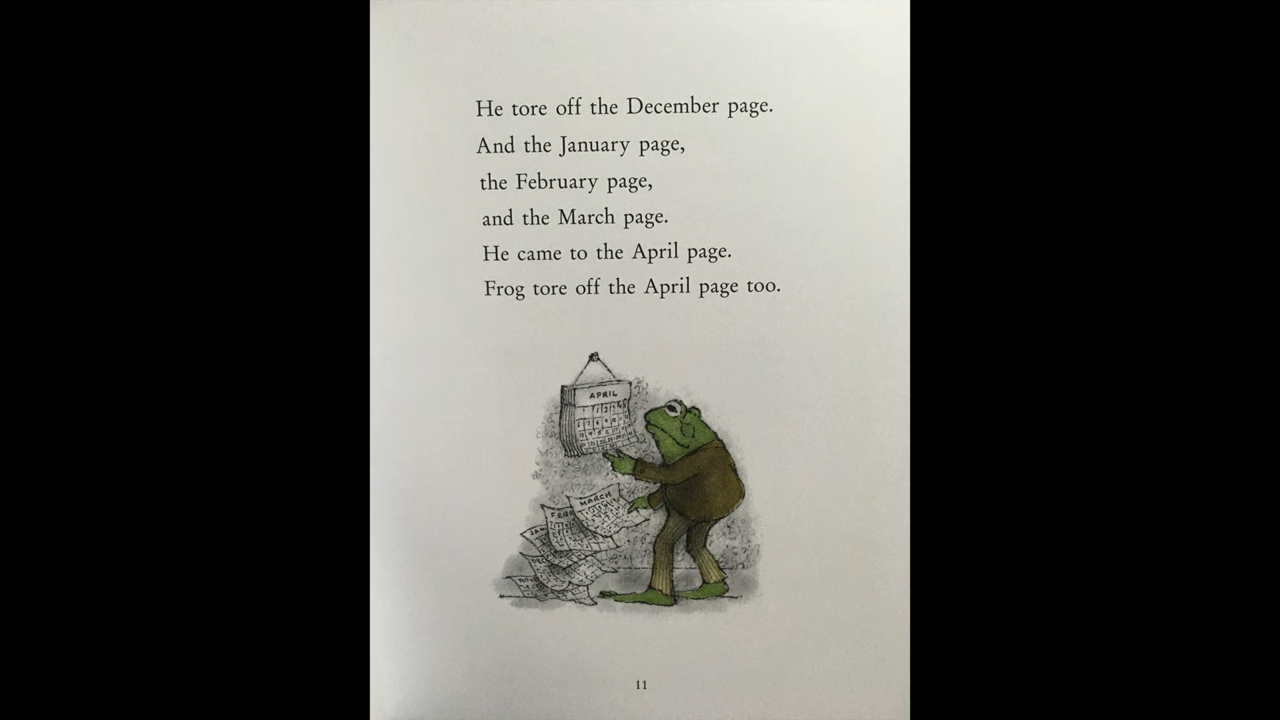 He tore off the December page.
And the January page,
the February page,
and the March page.
He came to the April page.
Frog tore off the April page too.
APRIL
MARCH
11